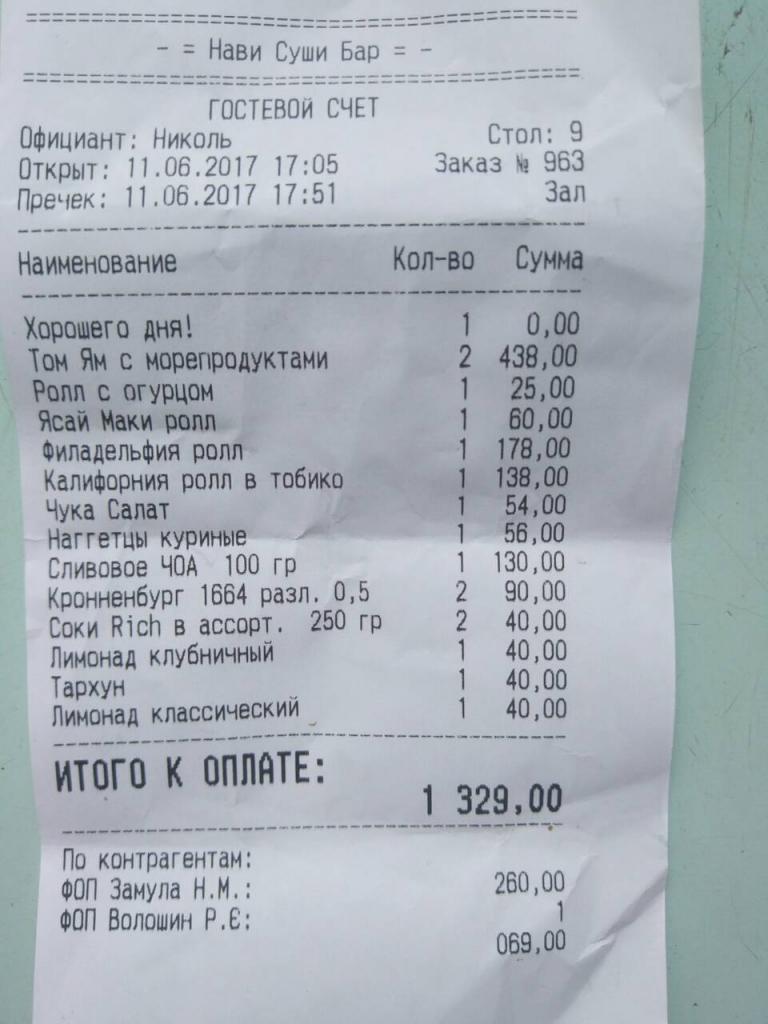 ================================================
- = Нави Суши Бар = -
================================================
ГОСТЕВОЙ СЧЕТ
Официант: Николь Стол: 9
Открыт: 11.06.2017 17:05 Заказ № 963
Пречек: 11.06.2017 17:51 Зал
------------------------------------------------
Наименование Кол-во Сумма
------------------------------------------------
Хорошего дня! 1 0,00
Том Ям с морепродуктами 2 438,00
Ролл с огурцом 1 25,00
Ясай Маки ролл 1 60,00
Филадельфия ролл 1 178,00
Калифорния ролл в тобико 1 138,00
Чука Салат 1 54,00
Наггетцы куриные 1 56,00
Сливовое ЧОА 100 гр 1 130,00
Кронненбург 1664 разл. 0,5 2 90,00
Соки Rich в ассорт. 250 гр 2 40,00
Лимонад клубничный 1 40,00
Тархун 1 40,00
Лимонад классический 1 40,00
------------------------------------------------
ИТОГО К ОПЛАТЕ:
1 329,00
------------------------------------------------
По контрагентам:
ФОП Замула Н.М.: 260,00
ФОП Волошин Р.Є: 1
069,00